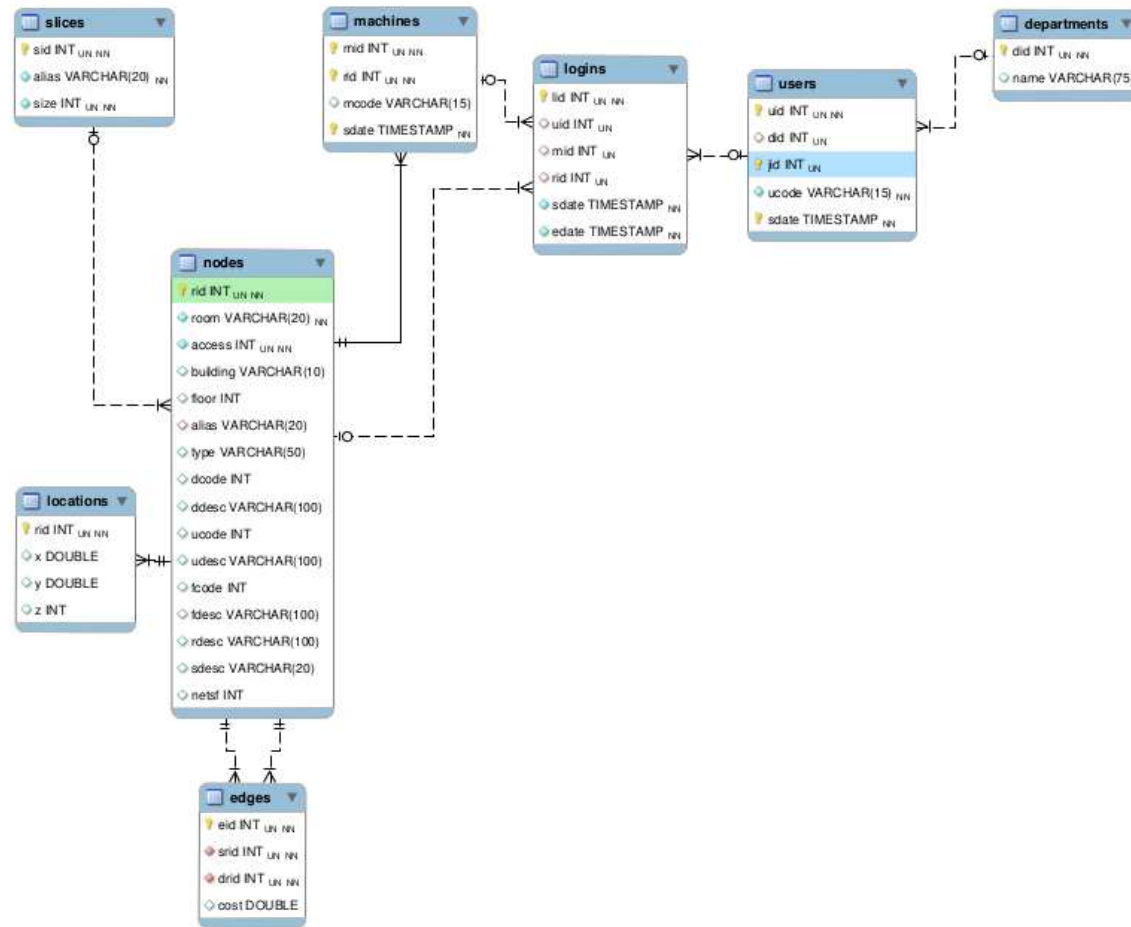 slices
sid INT UN NN
alias VARCHAR(20) NN
size INT UN NN
machines
mid INT UN NN
rid INT UN NN
mcode VARCHAR(15)
sdate TIMESTAMP NN
logins
lid INT UN NN
uid INT UN
mid INT UN
rid INT UN
sdate TIMESTAMP NN
edate TIMESTAMP NN
users
uid INT UN NN
did INT UN
jid INT UN
ucode VARCHAR(15) NN
sdate TIMESTAMP NN
departments
did INT UN NN
name VARCHAR(75)
nodes
rid INT UN NN
room VARCHAR(20) NN
access INT UN NN
building VARCHAR(10)
floor INT
alias VARCHAR(20)
type VARCHAR(50)
dcode INT
ddesc VARCHAR(100)
ucode INT
udesc VARCHAR(100)
fcode INT
fdesc VARCHAR(100)
rdesc VARCHAR(100)
sdesc VARCHAR(20)
netsf INT
locations
rid INT UN NN
x DOUBLE
y DOUBLE
z INT
edges
eid INT UN NN
srid INT UN NN
drid INT UN NN
cost DOUBLE